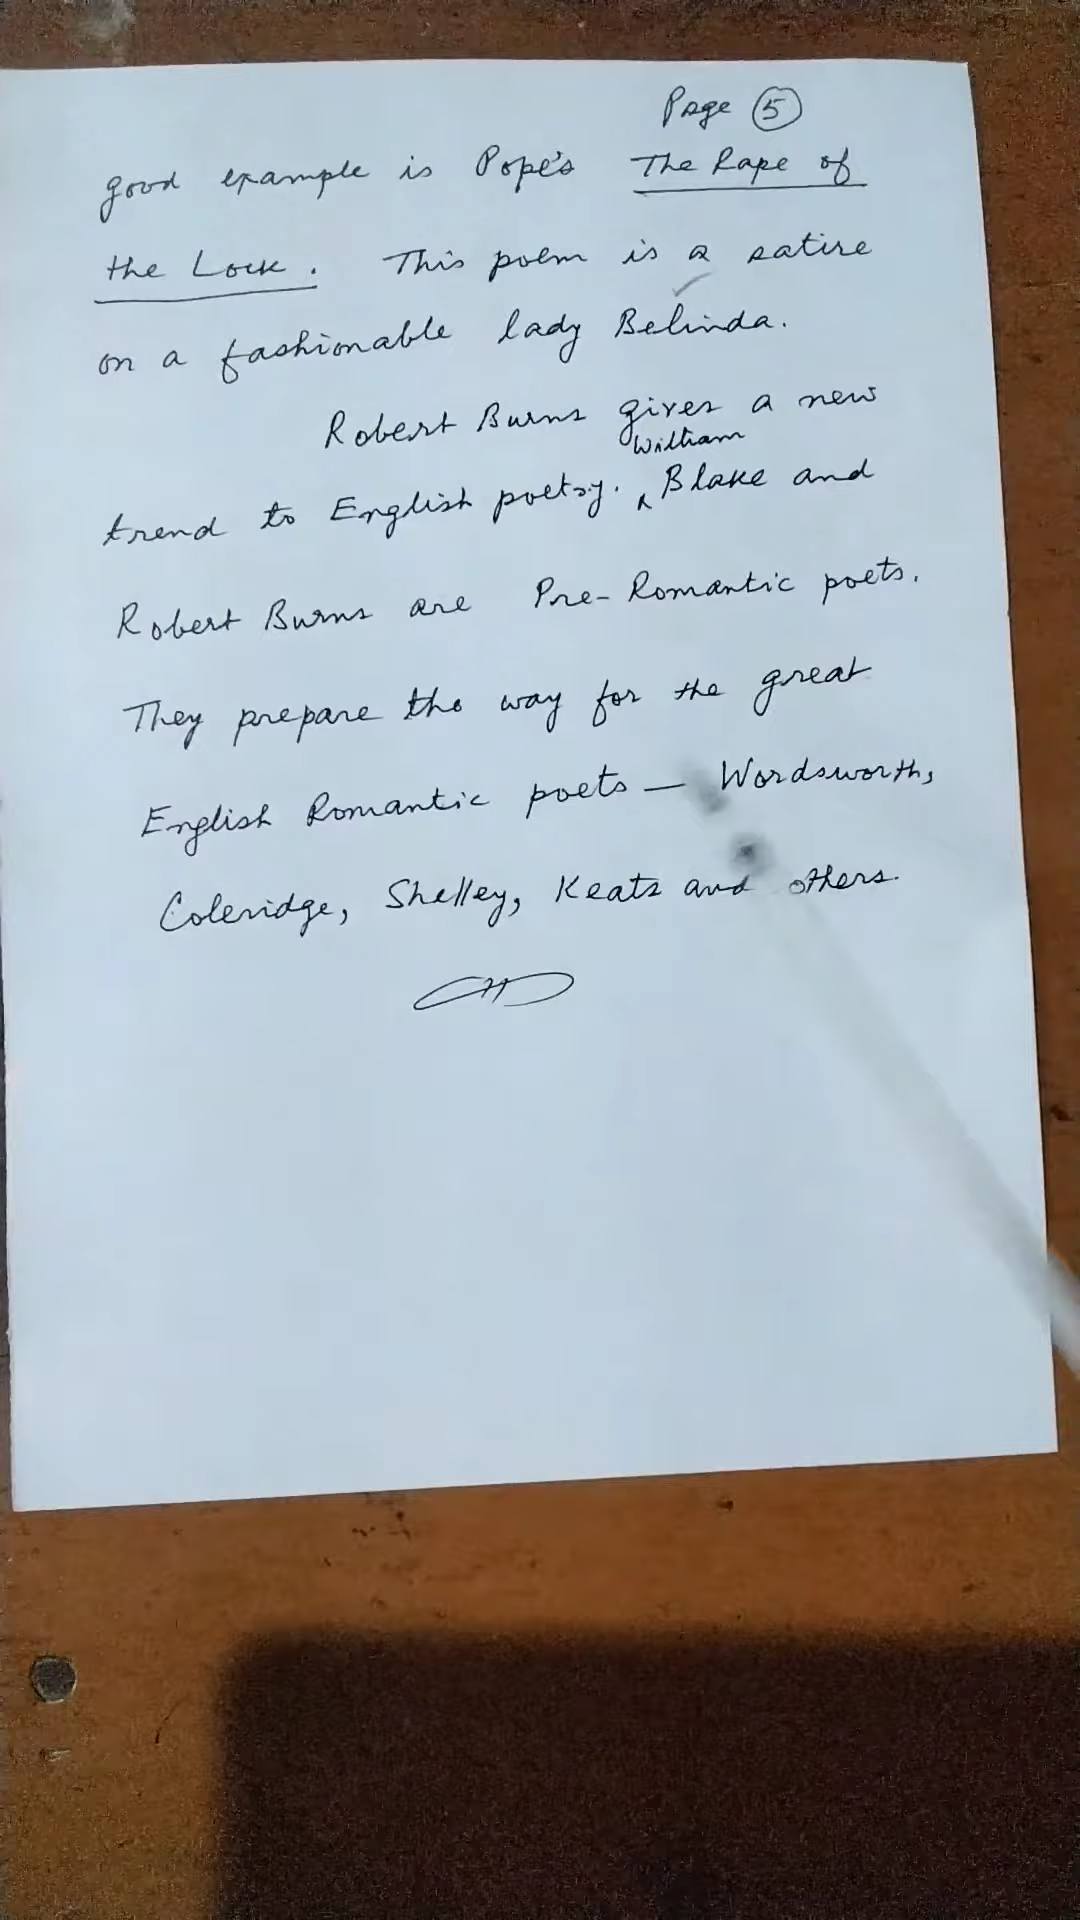 Page 5
good example is Pope's The Rape of
the Lock. This poem is a satire
on a fashionable lady Belinda.
Robert Burns gives a new
William
trend to English poetry. ‸ Blake and
Robert Burns are Pre-Romantic poets.
They prepare the way for the great
English Romantic poets — Wordsworth,
Coleridge, Shelley, Keats and others.